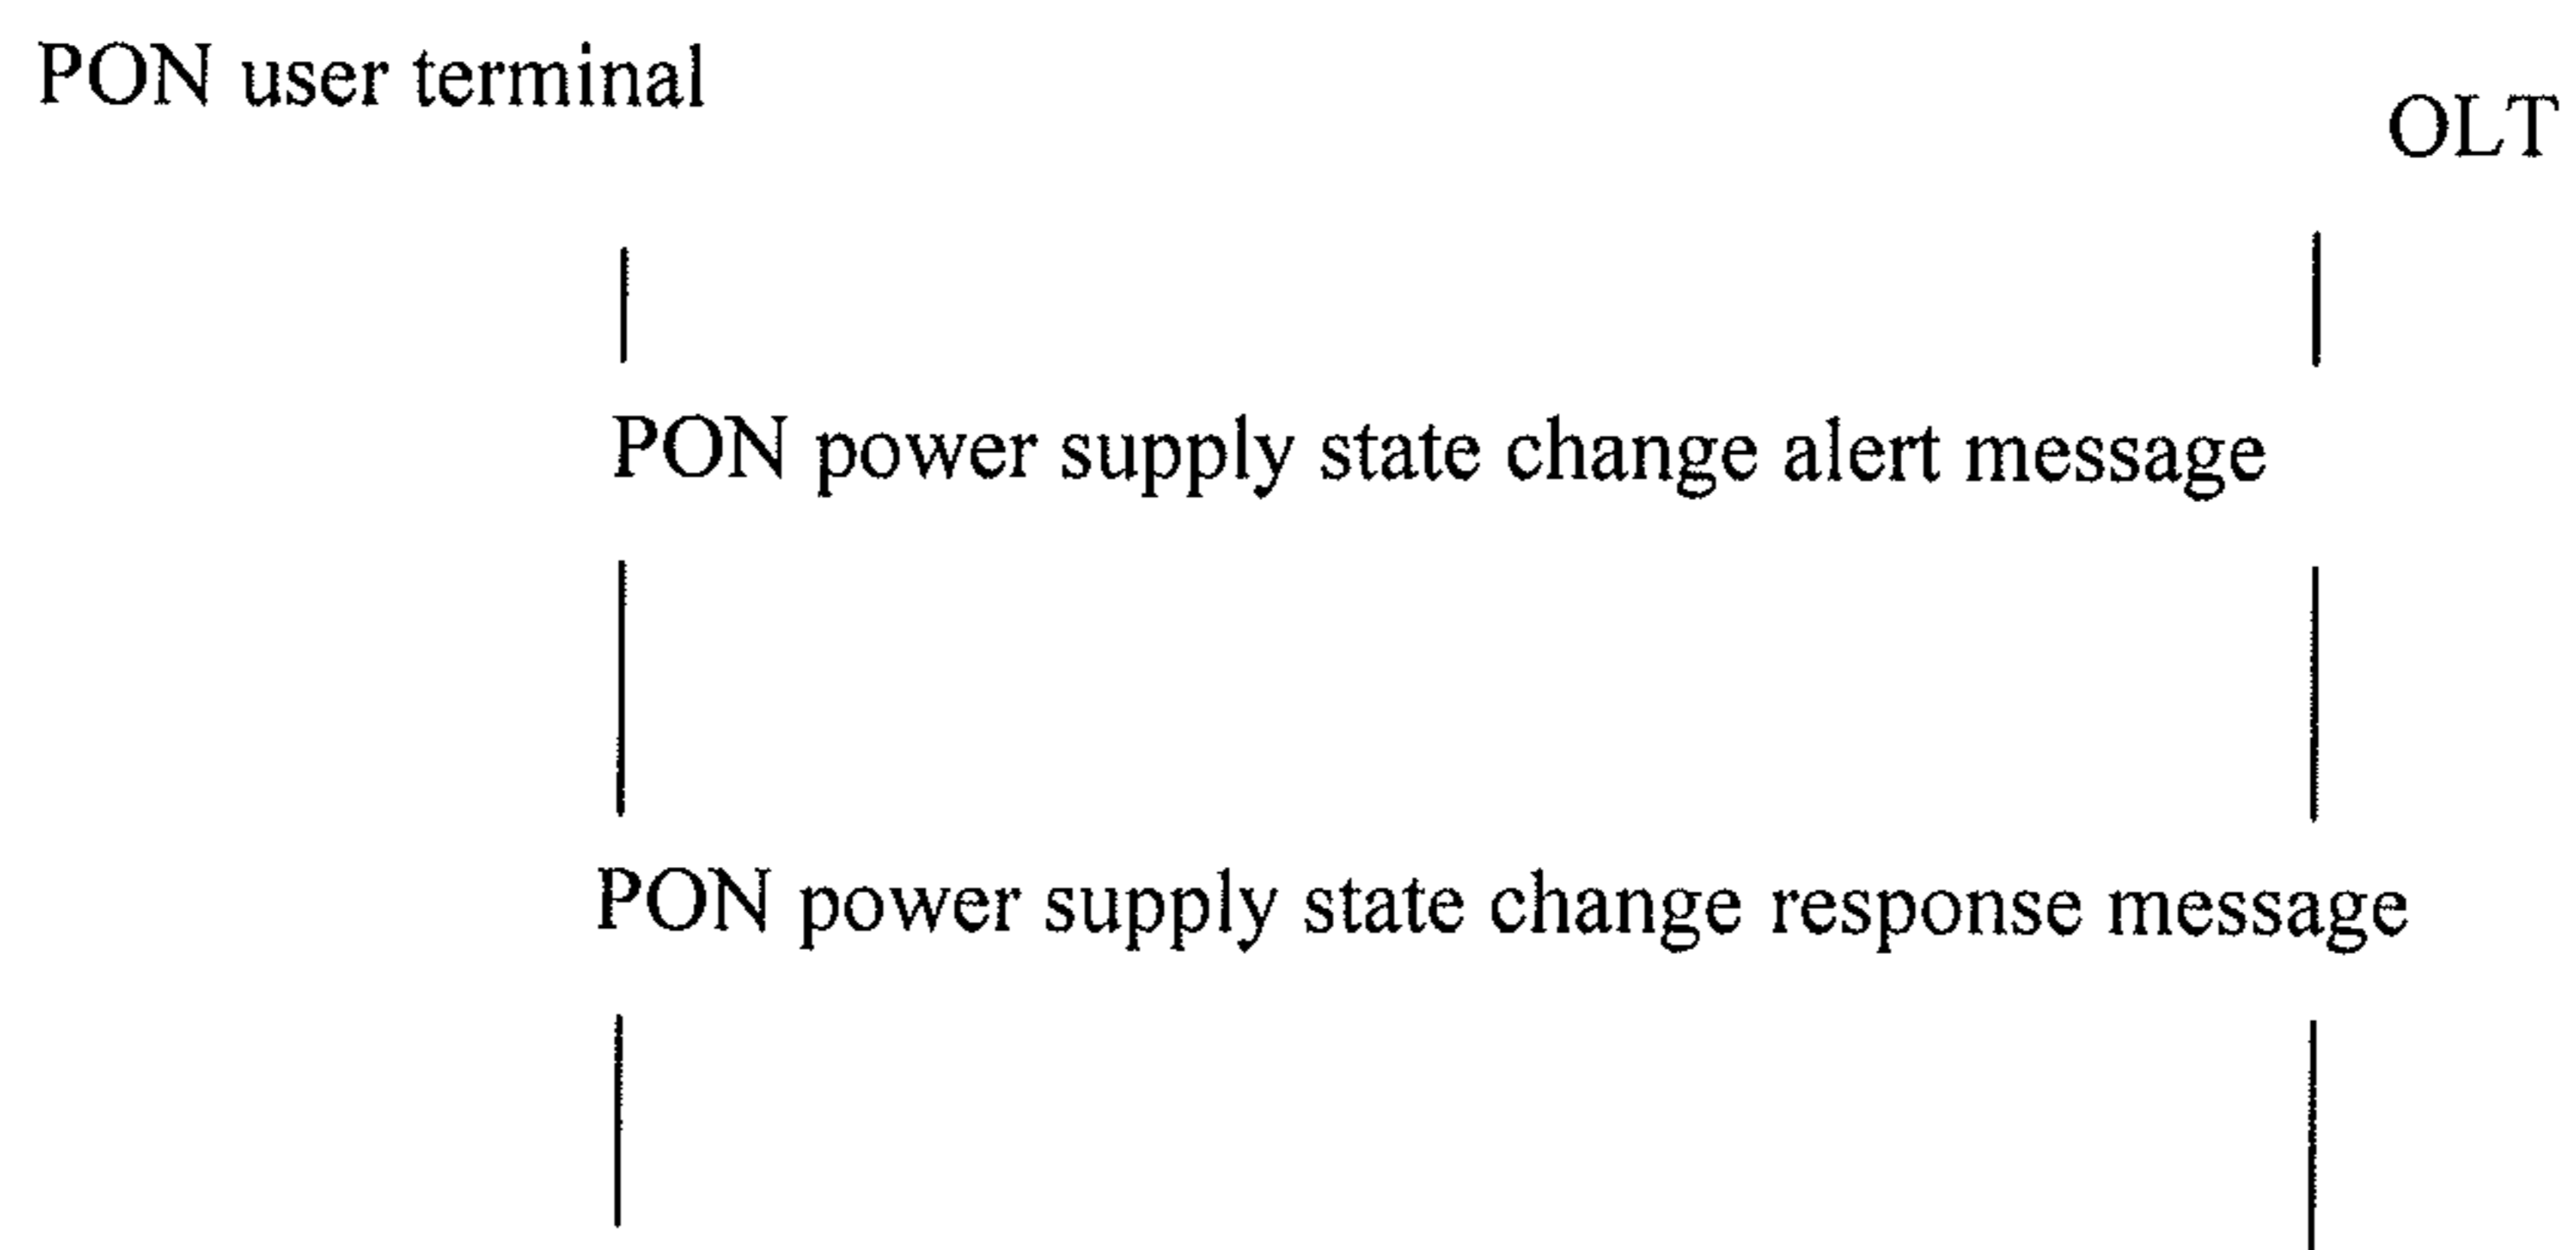 PON user terminal
OLT
PON power supply state change alert message
PON power supply state change response message